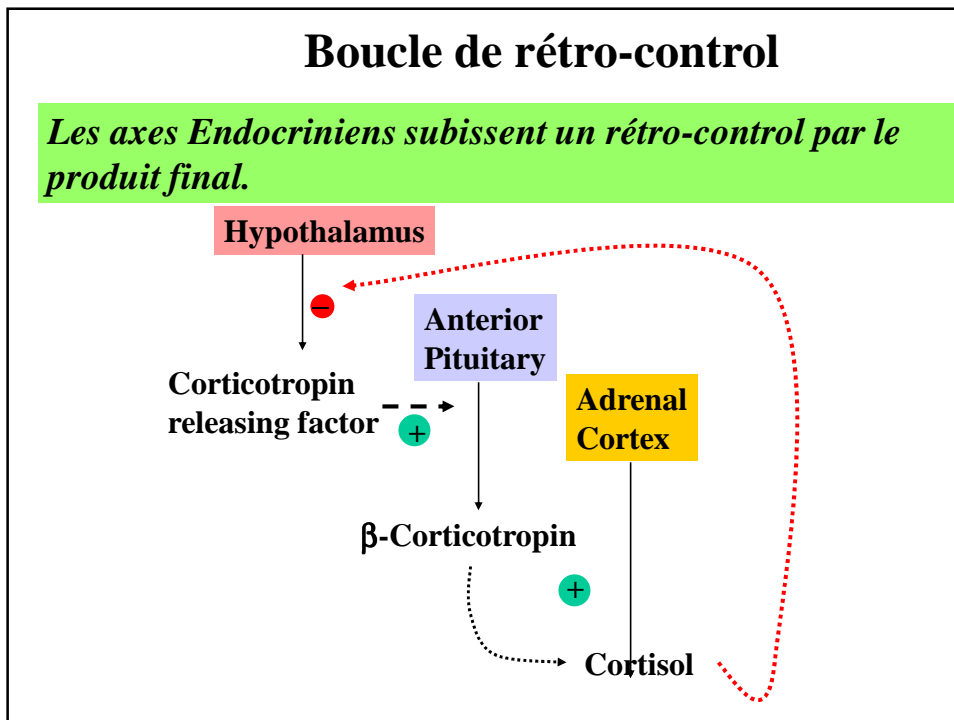 Boucle de rétro-control
Les axes Endocriniens subissent un rétro-control par le
produit final.
Hypothalamus
–
Anterior
Pituitary
Corticotropin
releasing factor
+
Adrenal
Cortex
β-Corticotropin
+
Cortisol